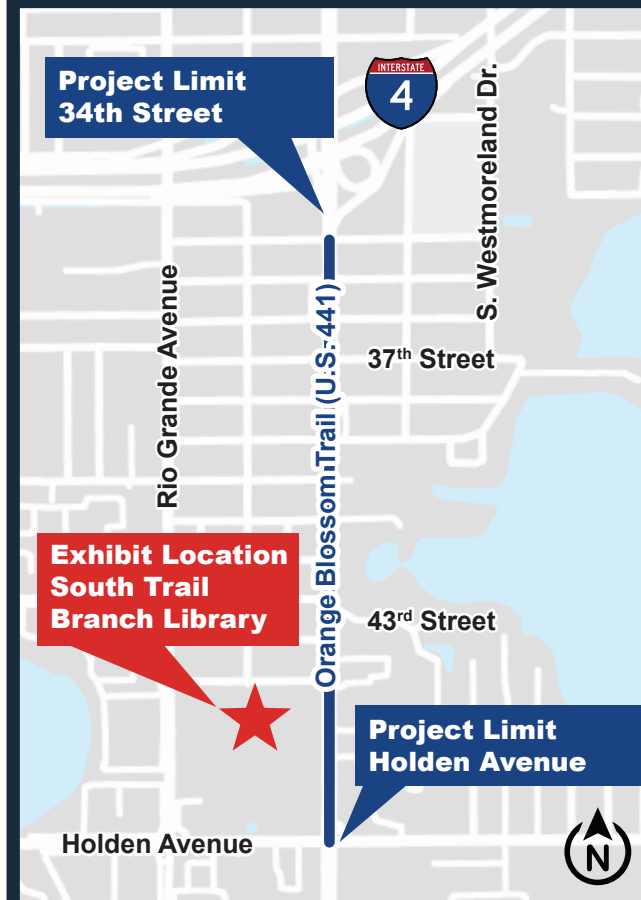 Project Limit
34th Street
INTERSTATE
4
S. Westmoreland Dr.
Rio Grande Avenue
Orange Blossom Trail (U.S. 441)
37th Street
Exhibit Location
South Trail
Branch Library
43rd Street
Project Limit
Holden Avenue
Holden Avenue
N